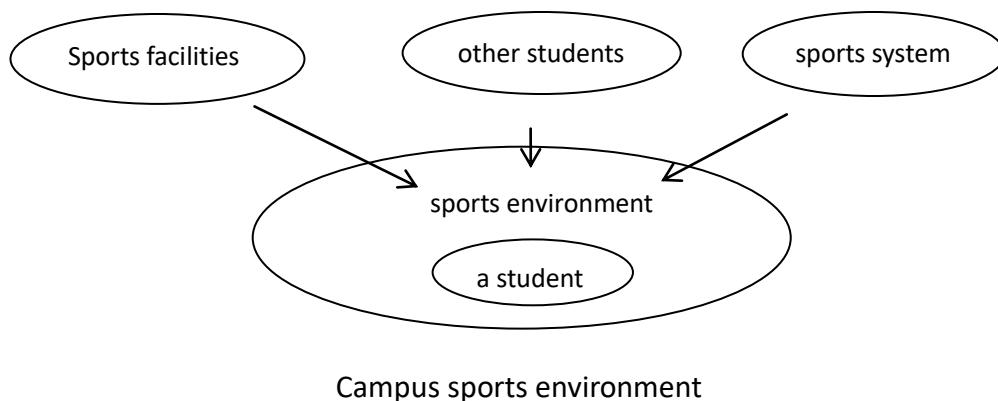 Sports facilities
other students
sports system
sports environment
a student
Campus sports environment